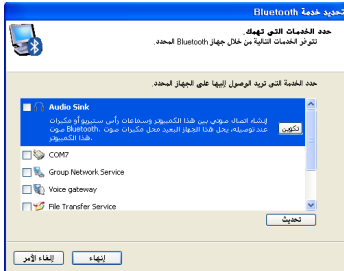 تحديد خدمة Bluetooth
حدد الخدمات التي تهمك.
تتوفر الخدمات التالية من خلال جهاز Bluetooth المحدد.
حدد الخدمة التي تريد الوصول إليها على الجهاز المحدد.
Audio Sink
إنشاء اتصال صوتي بين هذا الكمبيوتر وسماعات رأس ستيريو أو مكبرات
صوت Bluetooth. عند توصيله، يحل هذا الجهاز البعيد محل مكبرات صوت
هذا الكمبيوتر.
تكوين
COM7
Group Network Service
Voice gateway
File Transfer Service
تحديث
إنهاء
إلغاء الأمر